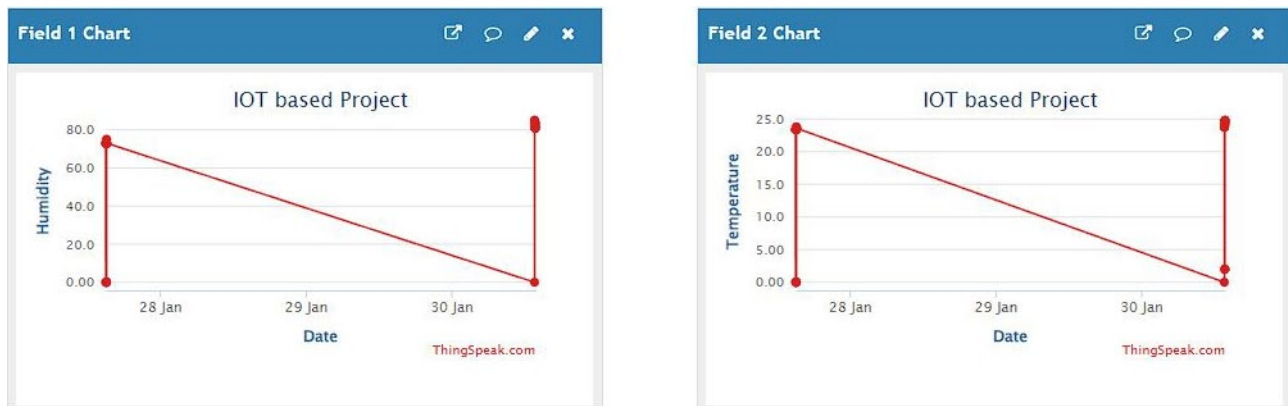 Field 1 Chart
IOT based Project
80.0
60.0
40.0
20.0
0.00
Humidity
28 Jan
29 Jan
30 Jan
Date
ThingSpeak.com
Field 2 Chart
IOT based Project
25.0
20.0
15.0
10.0
5.00
0.00
Temperature
28 Jan
29 Jan
30 Jan
Date
ThingSpeak.com